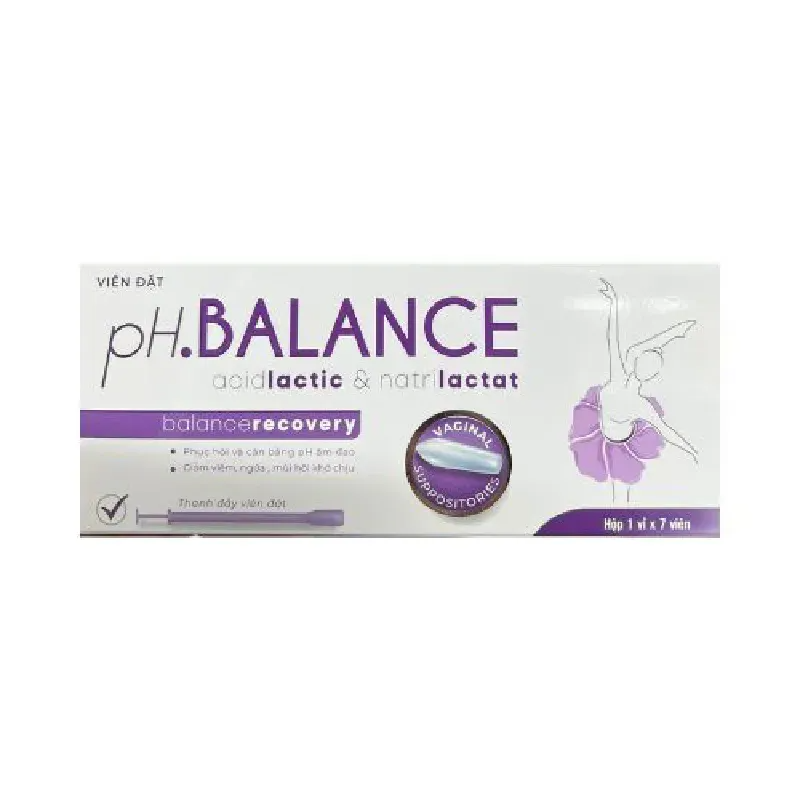 VIÊN ĐẶT
pH.BALANCE
acidlactic & natrilactat
balancerecovery
• Phục hồi và cân bằng pH âm đạo
• Giảm viêm, ngứa, mùi hôi khó chịu
Thanh đẩy viên đặt
VAGINAL
SUPPOSITORIES
Hộp 1 vỉ x 7 viên